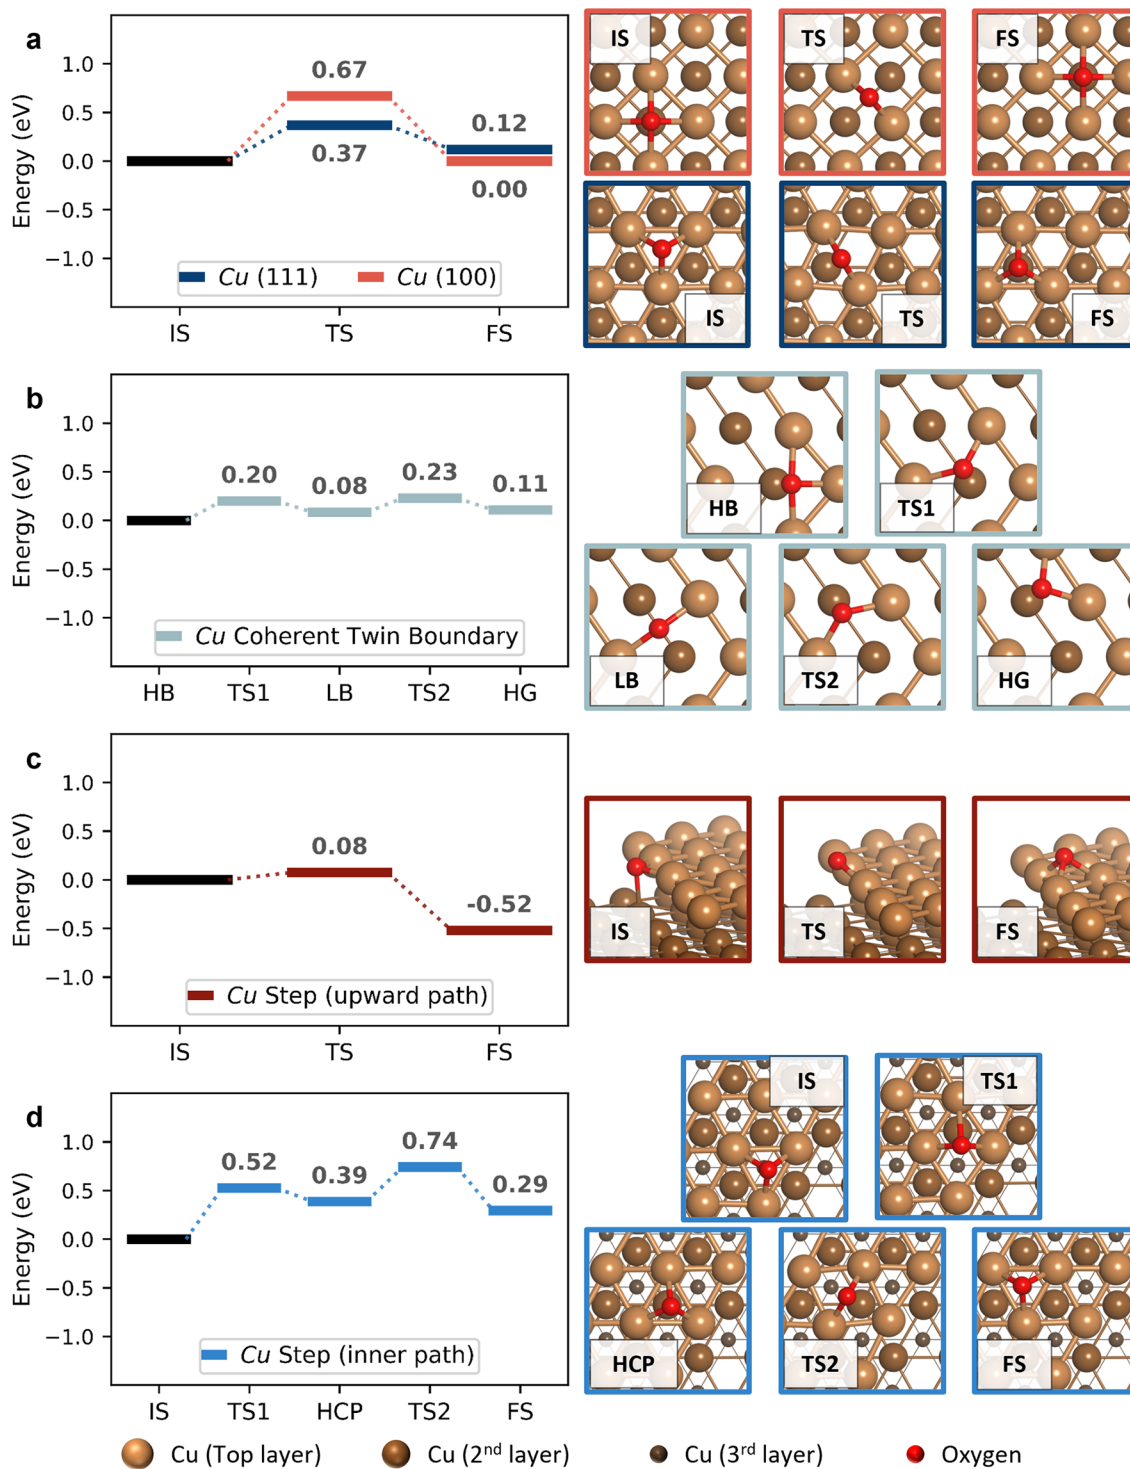 a
Energy (eV)
1.0
0.5
0.0
−0.5
−1.0
0.67
0.37
0.12
0.00
Cu (111) Cu (100)
IS TS FS
IS TS FS
IS TS FS
b
Energy (eV)
1.0
0.5
0.0
−0.5
−1.0
0.20 0.08 0.23 0.11
Cu Coherent Twin Boundary
HB TS1 LB TS2 HG
HB TS1
LB TS2 HG
c
Energy (eV)
1.0
0.5
0.0
−0.5
−1.0
0.08
-0.52
Cu Step (upward path)
IS TS FS
IS TS FS
d
Energy (eV)
1.0
0.5
0.0
−0.5
−1.0
0.52 0.39 0.74 0.29
Cu Step (inner path)
IS TS1 HCP TS2 FS
IS TS1
HCP TS2 FS
Cu (Top layer) Cu (2nd layer) Cu (3rd layer) Oxygen